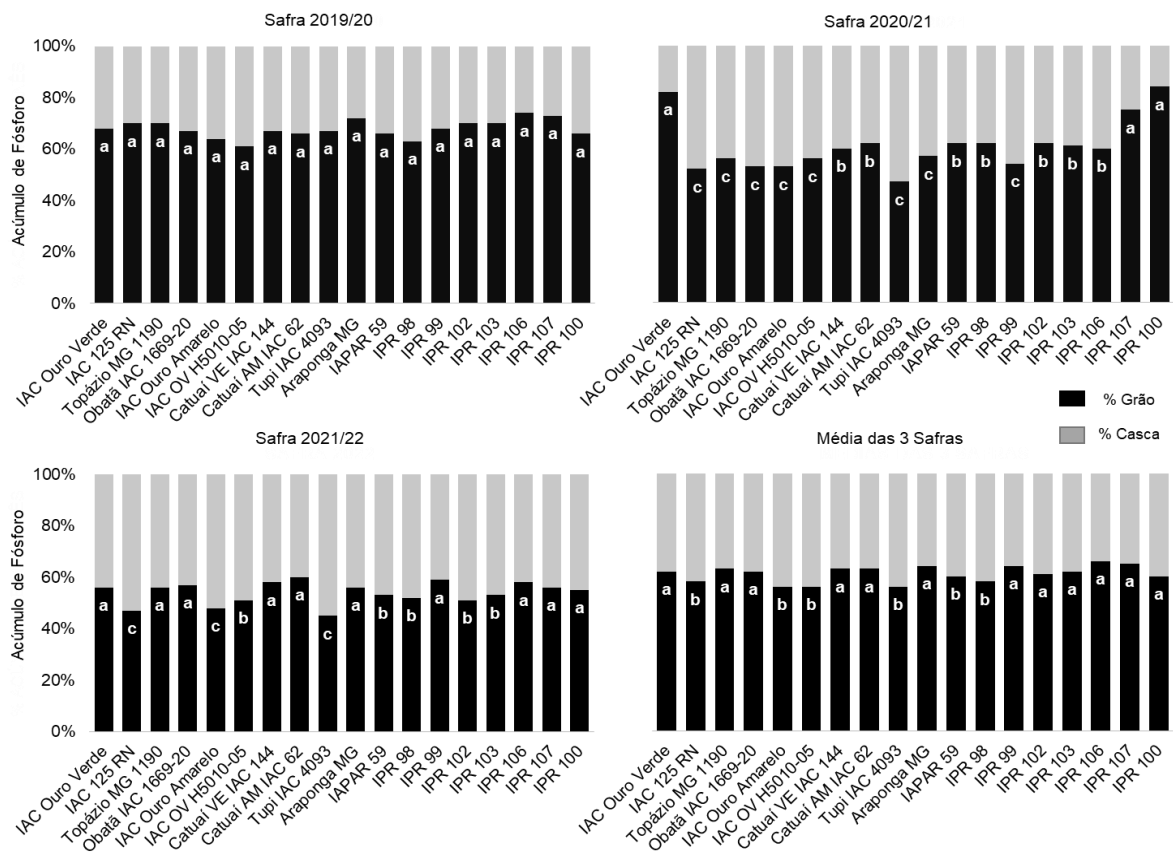 Safra 2019/20
Acúmulo de Fósforo
100%
80%
60%
40%
20%
0%
a a a a a a a a a a a a a a a a a a
IAC Ouro Verde
IAC 125 RN
Topázio MG 1190
Obatã IAC 1669-20
IAC Ouro Amarelo
IAC OV H5010-05
Catuaí VE IAC 144
Catuaí AM IAC 62
Tupi IAC 4093
Araponga MG
IAPAR 59
IPR 98
IPR 99
IPR 102
IPR 103
IPR 106
IPR 107
IPR 100
Safra 2020/21
100%
80%
60%
40%
20%
0%
a c c c c c b b c c b b c b b b a a
IAC Ouro Verde
IAC 125 RN
Topázio MG 1190
Obatã IAC 1669-20
IAC Ouro Amarelo
IAC OV H5010-05
Catuaí VE IAC 144
Catuaí AM IAC 62
Tupi IAC 4093
Araponga MG
IAPAR 59
IPR 98
IPR 99
IPR 102
IPR 103
IPR 106
IPR 107
IPR 100
% Grão
% Casca
Safra 2021/22
Acúmulo de Fósforo
100%
80%
60%
40%
20%
0%
a c a a c b a a c a b b a b b a a a
IAC Ouro Verde
IAC 125 RN
Topázio MG 1190
Obatã IAC 1669-20
IAC Ouro Amarelo
IAC OV H5010-05
Catuaí VE IAC 144
Catuaí AM IAC 62
Tupi IAC 4093
Araponga MG
IAPAR 59
IPR 98
IPR 99
IPR 102
IPR 103
IPR 106
IPR 107
IPR 100
Média das 3 Safras
100%
80%
60%
40%
20%
0%
a b a a b b a a b a b b a a a a a a
IAC Ouro Verde
IAC 125 RN
Topázio MG 1190
Obatã IAC 1669-20
IAC Ouro Amarelo
IAC OV H5010-05
Catuaí VE IAC 144
Catuaí AM IAC 62
Tupi IAC 4093
Araponga MG
IAPAR 59
IPR 98
IPR 99
IPR 102
IPR 103
IPR 106
IPR 107
IPR 100